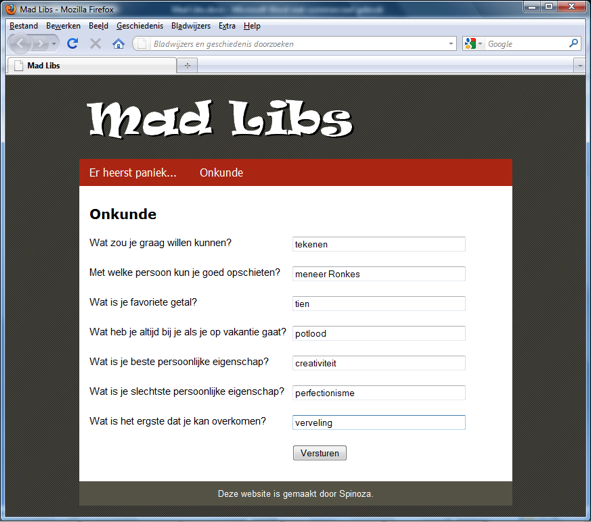 Mad Libs - Mozilla Firefox
Bestand Bewerken Beeld Geschiedenis Bladwijzers Extra Help
Bladwijzers en geschiedenis doorzoeken Google
Mad Libs
Mad Libs
Er heerst paniek... Onkunde
Onkunde
Wat zou je graag willen kunnen? tekenen
Met welke persoon kun je goed opschieten? meneer Ronkes
Wat is je favoriete getal? tien
Wat heb je altijd bij je als je op vakantie gaat? potlood
Wat is je beste persoonlijke eigenschap? creativiteit
Wat is je slechtste persoonlijke eigenschap? perfectionisme
Wat is het ergste dat je kan overkomen? verveling
Versturen
Deze website is gemaakt door Spinoza.